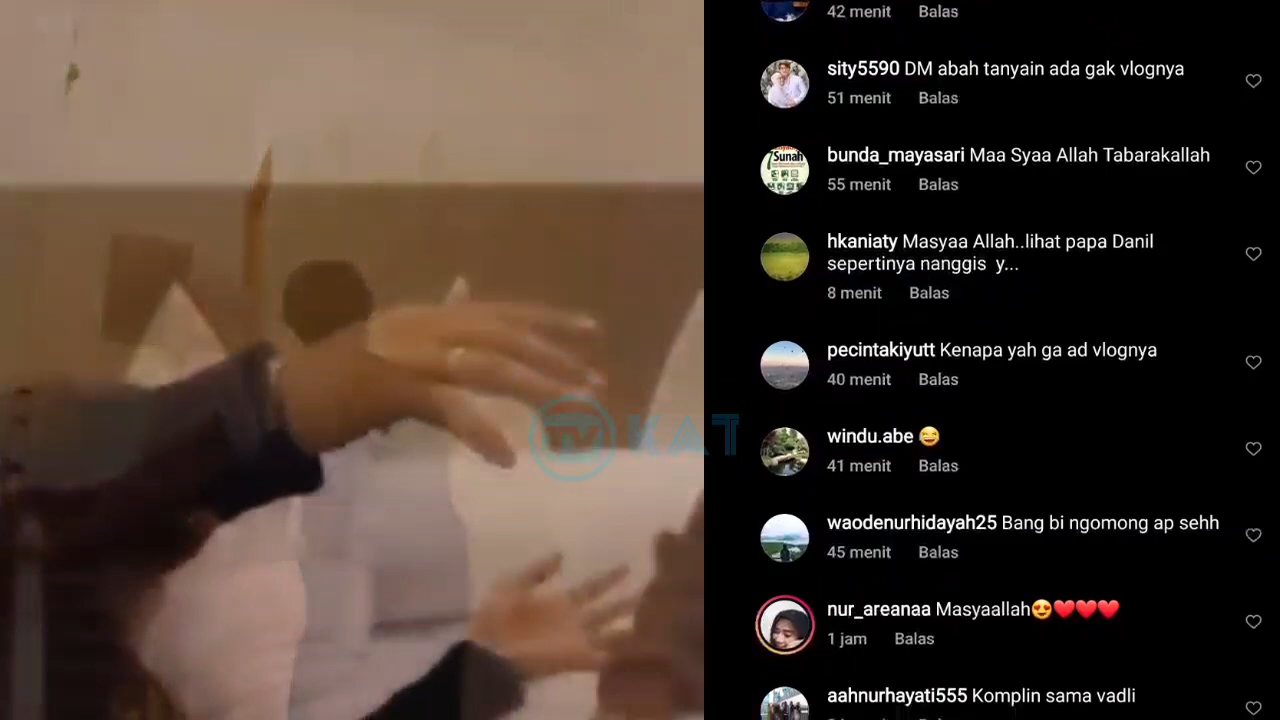 42 menit Balas
sity5590 DM abah tanyain ada gak vlognya
51 menit Balas
bunda_mayasari Maa Syaa Allah Tabarakallah
55 menit Balas
hkaniaty Masyaa Allah..lihat papa Danil
sepertinya nanggis y...
8 menit Balas
pecintakiyutt Kenapa yah ga ad vlognya
40 menit Balas
windu.abe 😂
41 menit Balas
waodenurhidayah25 Bang bi ngomong ap sehh
45 menit Balas
nur_areanaa Masyaallah😍❤️❤️❤️
1 jam Balas
aahnurhayati555 Komplin sama vadli
Sunah
TV KAT